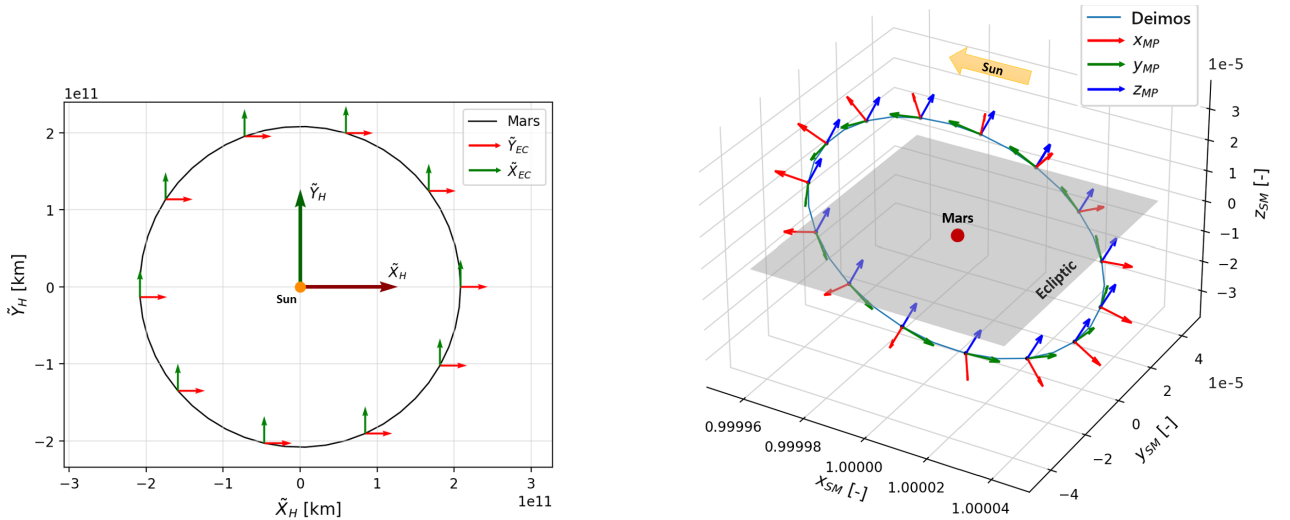 1e11
2
1
0
−1
−2
−3
−2
−1
0
1
2
3
1e11
X̃_H [km]
Ỹ_H [km]
Mars
Ỹ_EC
X̃_EC
Ỹ_H
X̃_H
Sun
Deimos
x_MP
y_MP
z_MP
Sun
Mars
Ecliptic
1e-5
3
2
1
0
−1
−2
−3
z_SM [-]
4
2
0
−2
−4
1e-5
y_SM [-]
0.99996
0.99998
1.00000
1.00002
1.00004
x_SM [-]